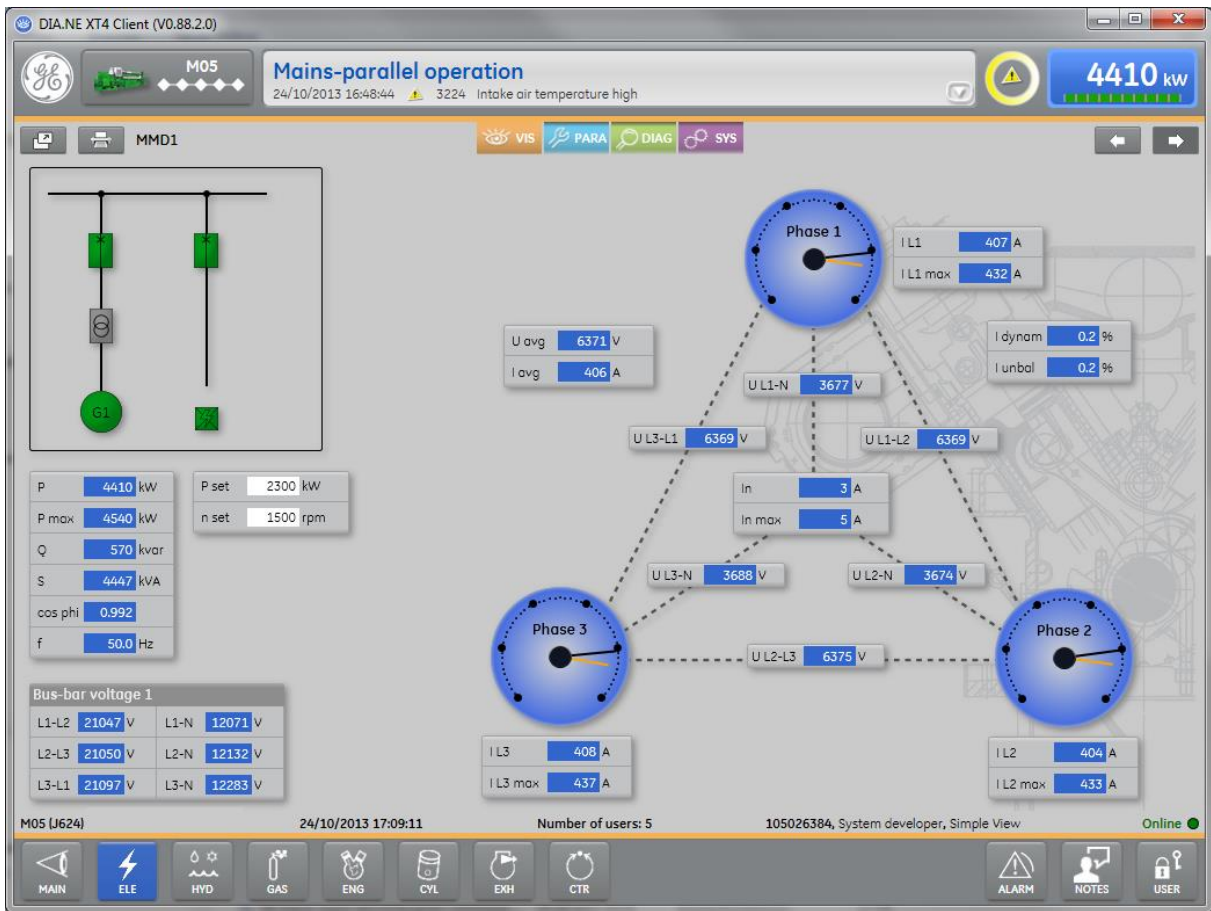 DIA.NE XT4 Client (V0.88.2.0)
M05
Mains-parallel operation
24/10/2013 16:48:44 3224 Intake air temperature high
4410 kW
MMD1
VIS PARA DIAG SYS
G1
Phase 1
I L1 407 A
I L1 max 432 A
U avg 6371 V
I avg 406 A
I dynam 0.2 %
I unbal 0.2 %
U L1-N 3677 V
U L3-L1 6369 V
U L1-L2 6369 V
In 3 A
In max 5 A
U L3-N 3688 V
U L2-N 3674 V
Phase 3
Phase 2
U L2-L3 6375 V
I L3 408 A
I L3 max 437 A
I L2 404 A
I L2 max 433 A
P 4410 kW
P max 4540 kW
Q 570 kvar
S 4447 kVA
cos phi 0.992
f 50.0 Hz
P set 2300 kW
n set 1500 rpm
Bus-bar voltage 1
L1-L2 21047 V L1-N 12071 V
L2-L3 21050 V L2-N 12132 V
L3-L1 21097 V L3-N 12283 V
M05 (J624) 24/10/2013 17:09:11 Number of users: 5 105026384, System developer, Simple View Online
MAIN ELE HYD GAS ENG CYL EXH CTR ALARM NOTES USER